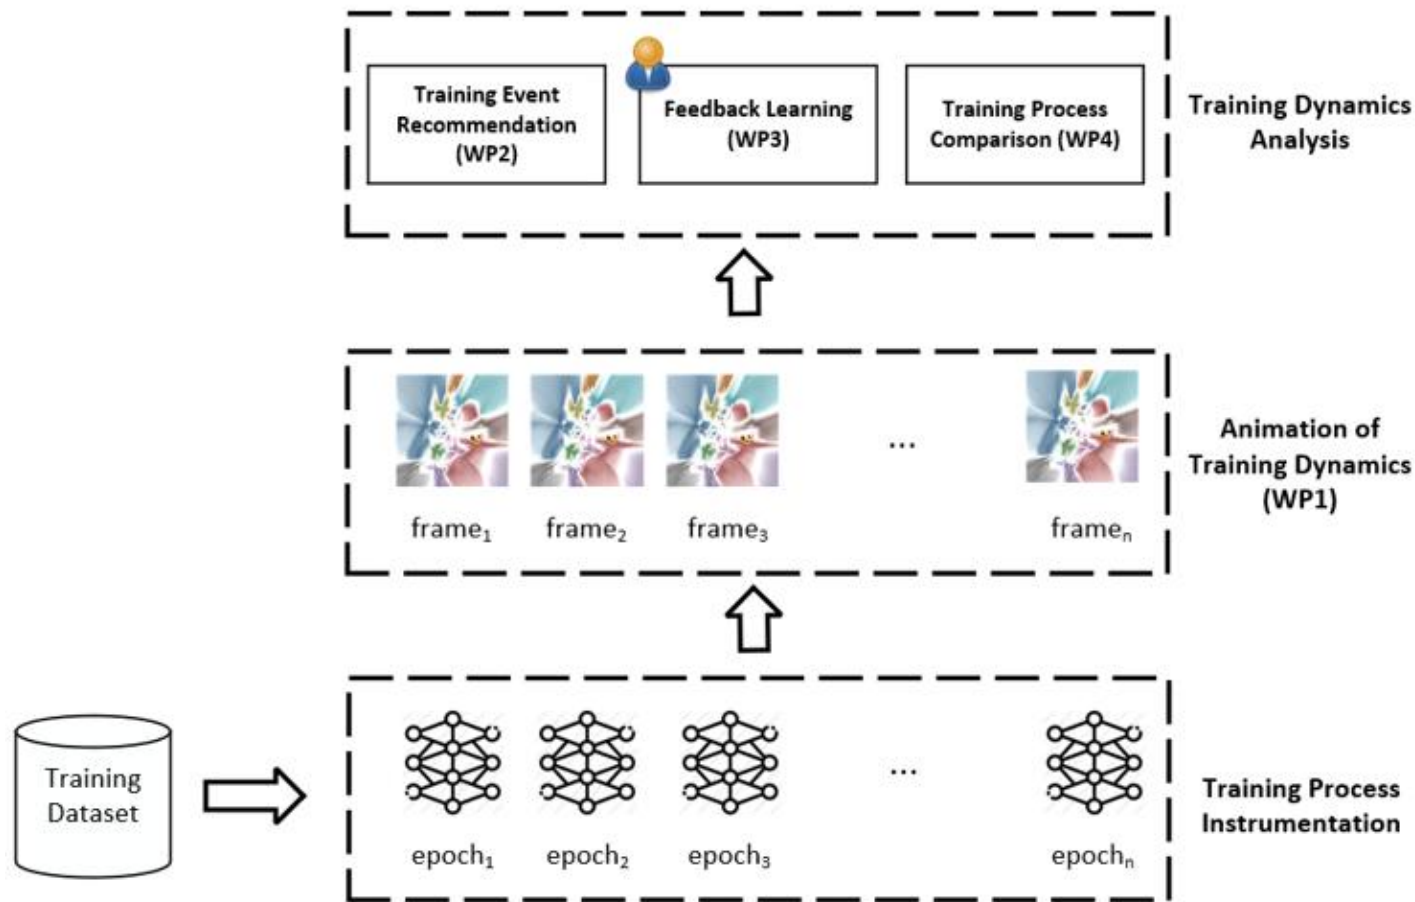 Training Event
Recommendation
(WP2)
Feedback Learning
(WP3)
Training Process
Comparison (WP4)
Training Dynamics
Analysis
frame₁
frame₂
frame₃
...
frameₙ
Animation of
Training Dynamics
(WP1)
Training
Dataset
epoch₁
epoch₂
epoch₃
...
epochₙ
Training Process
Instrumentation